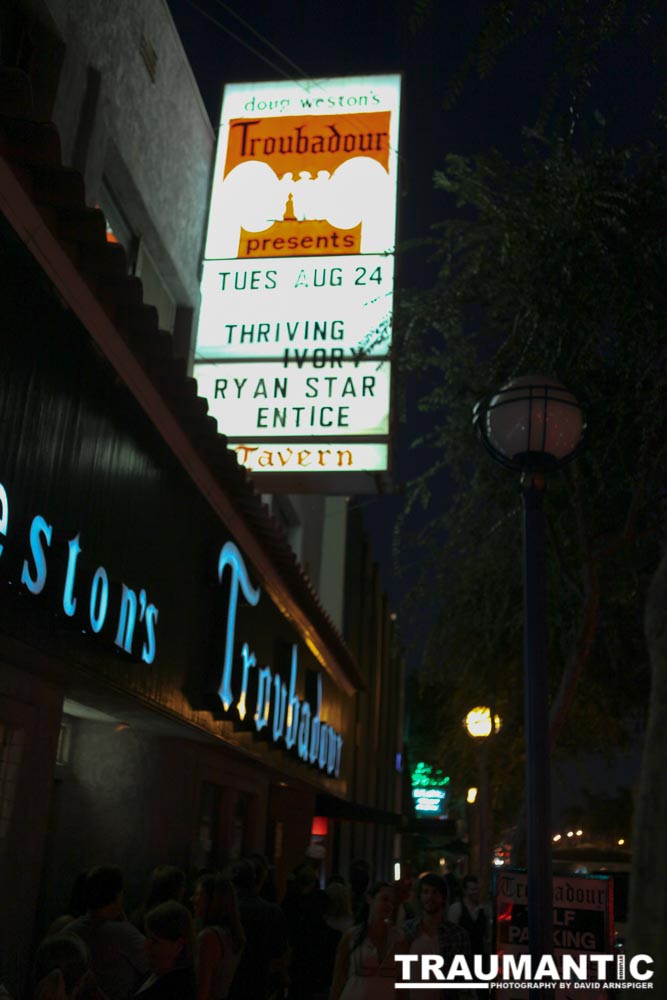 doug weston's
Troubadour
presents
TUES AUG 24
THRIVING
IVORY
RYAN STAR
ENTICE
Tavern
eston's Troubadour
Troubadour
PARKING
TRAUMANTIC
PHOTOGRAPHY BY DAVID ARNSPIGER